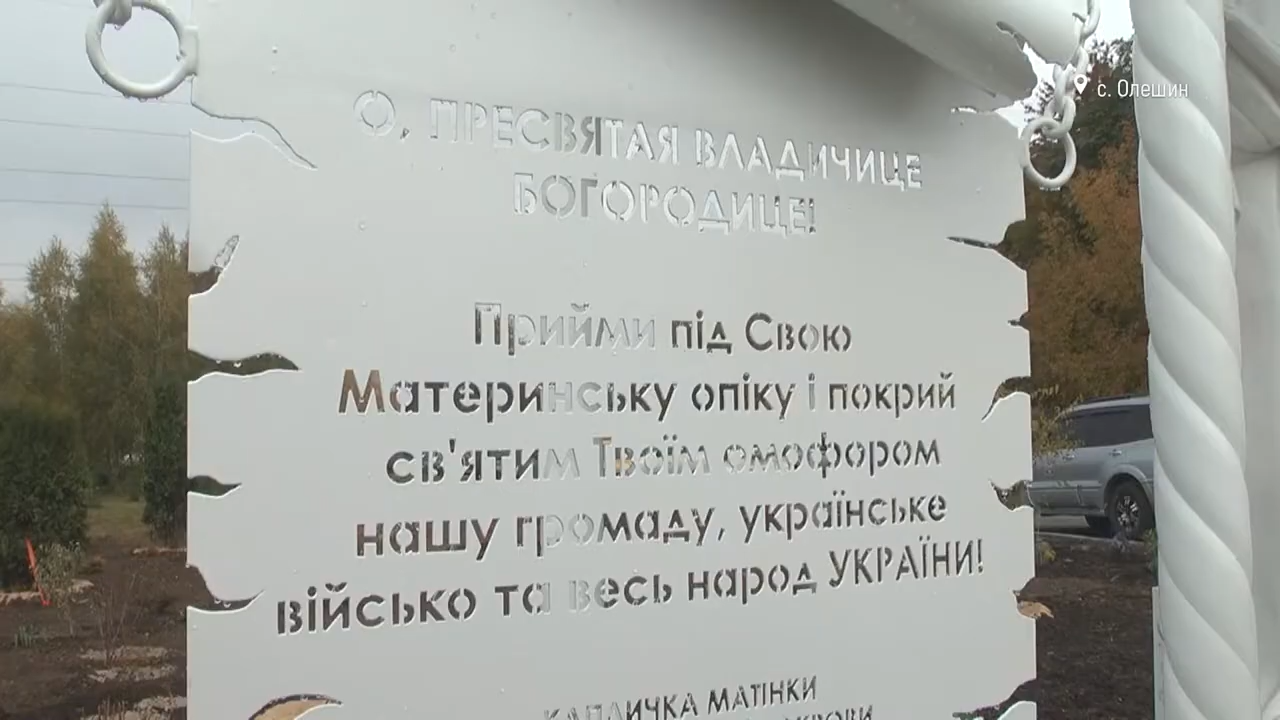 с. Олешин
О, ПРЕСВЯТАЯ ВЛАДИЧИЦЕ
БОГОРОДИЦЕ!
Прийми під Свою
Материнську опіку і покрий
св'ятим Твоїм омофором
нашу громаду, українське
військо та весь народ УКРАЇНИ!
КАПЛИЧКА МАТІНКИ